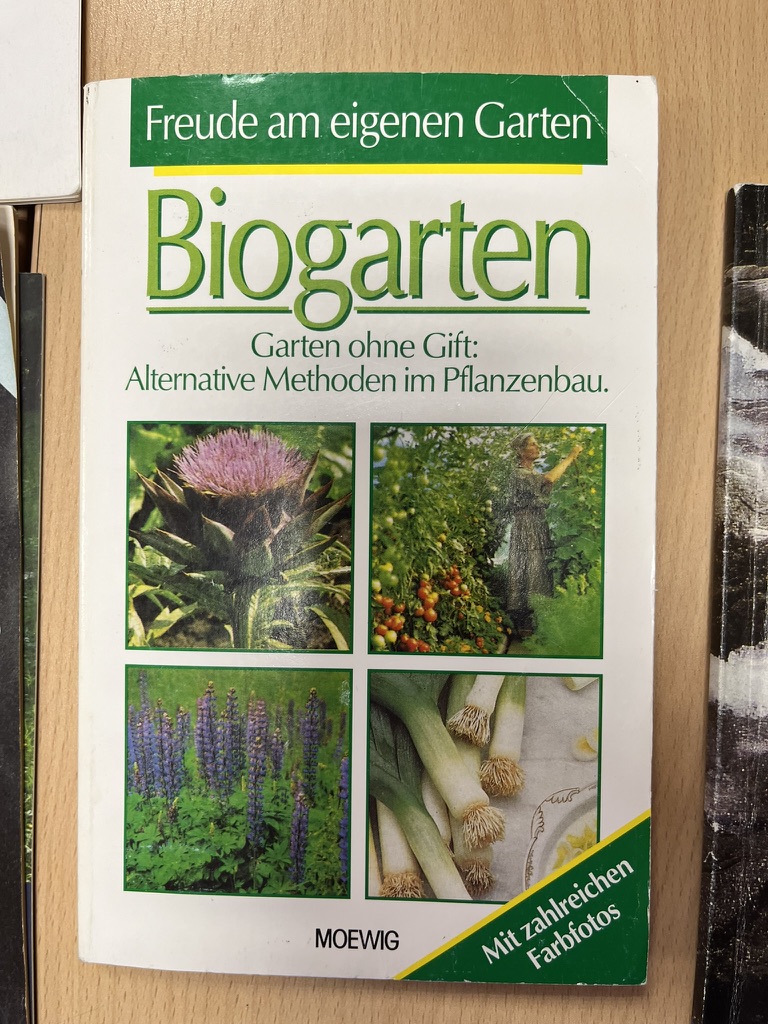 Freude am eigenen Garten
Biogarten
Garten ohne Gift:
Alternative Methoden im Pflanzenbau.
MOEWIG
Mit zahlreichen
Farbfotos